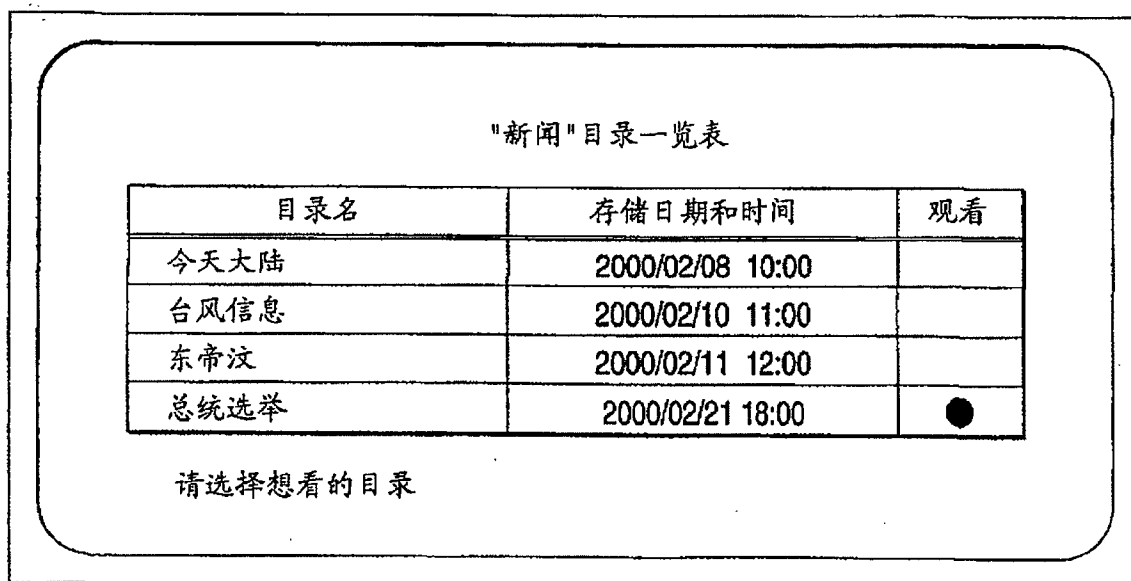 "新闻"目录一览表
目录名 存储日期和时间 观看
今天大陆 2000/02/08 10:00
台风信息 2000/02/10 11:00
东帝汶 2000/02/11 12:00
总统选举 2000/02/21 18:00 ●
请选择想看的目录